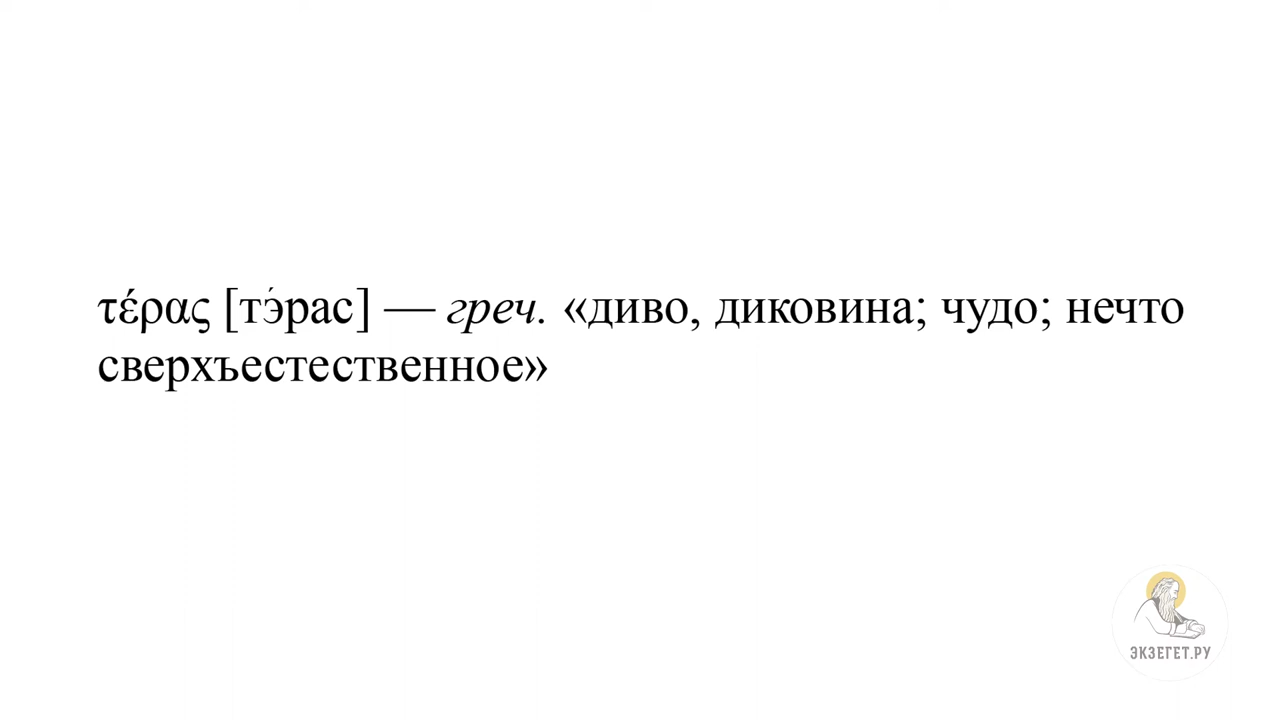 τέρας [тэ́рас] — греч. «диво, диковина; чудо; нечто
сверхъестественное»
ЭКЗЕГЕТ.РУ